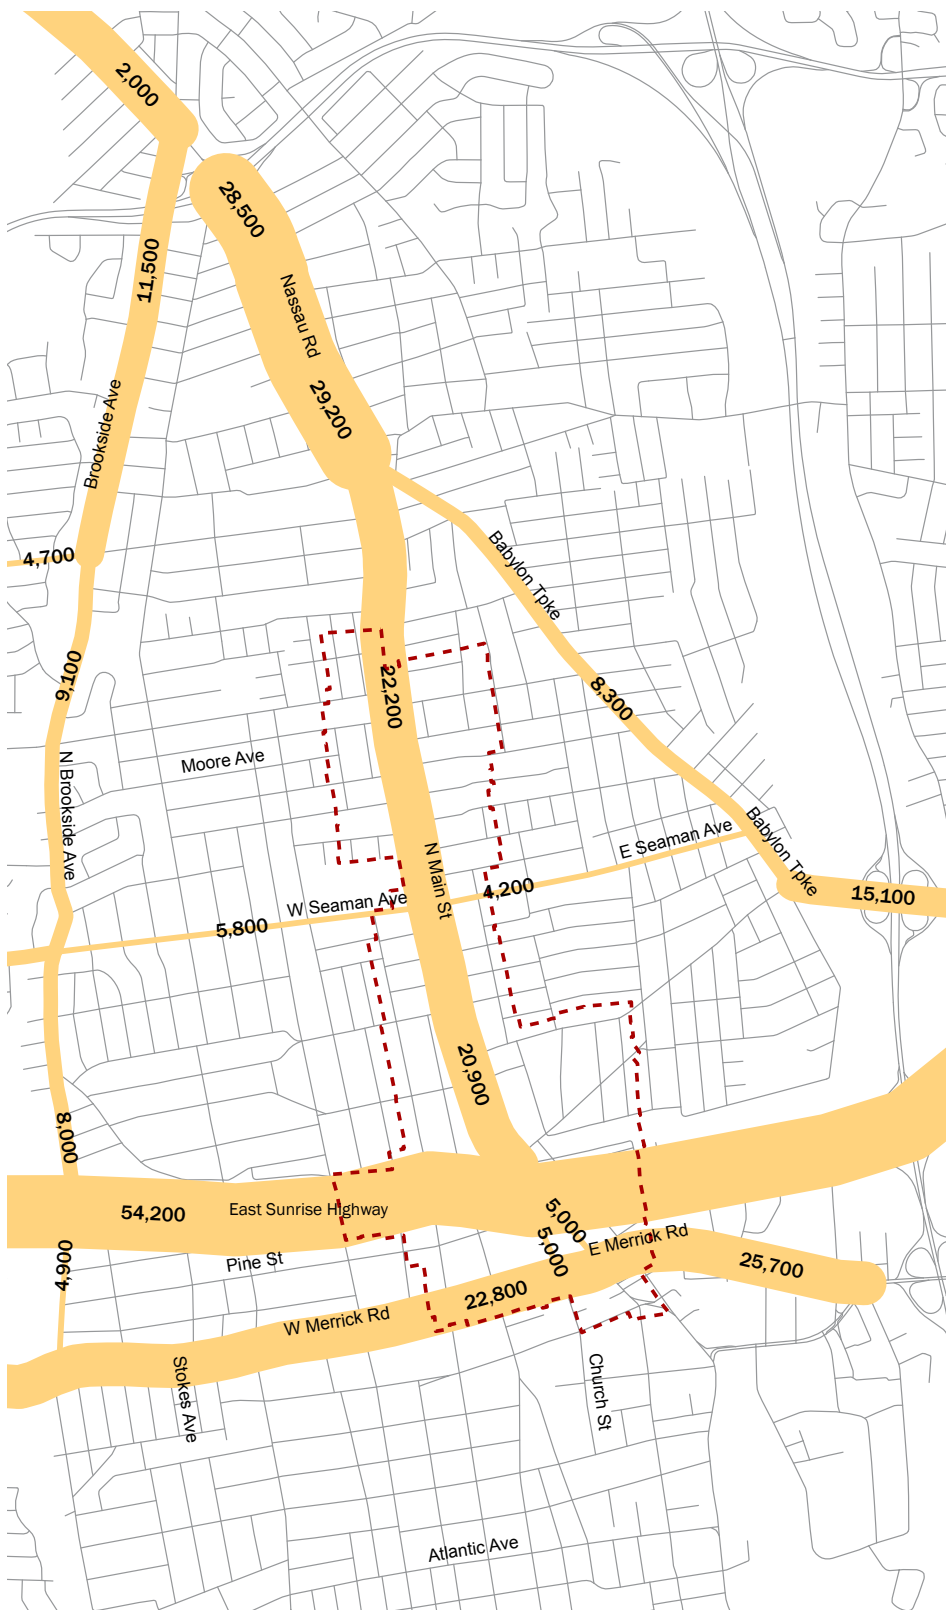 2,000
28,500
11,500
Nassau Rd
29,200
Brookside Ave
4,700
Babylon Tpke
9,100
22,200
8,300
Moore Ave
N Brookside Ave
E Seaman Ave
Babylon Tpke
N Main St
4,200
15,100
W Seaman Ave
5,800
20,900
8,000
54,200
East Sunrise Highway
5,000
5,000
E Merrick Rd
4,900
Pine St
25,700
22,800
W Merrick Rd
Stokes Ave
Church St
Atlantic Ave